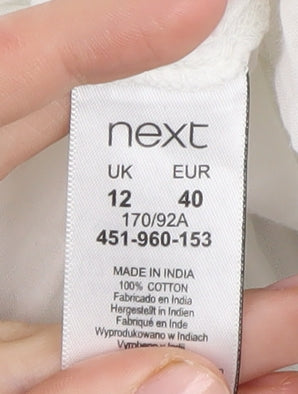 next
UK EUR
12 40
170/92A
451-960-153
MADE IN INDIA
100% COTTON
Fabricado en India
Hergestellt in Indien
Fabriqué en Inde
Wyprodukowano w Indiach